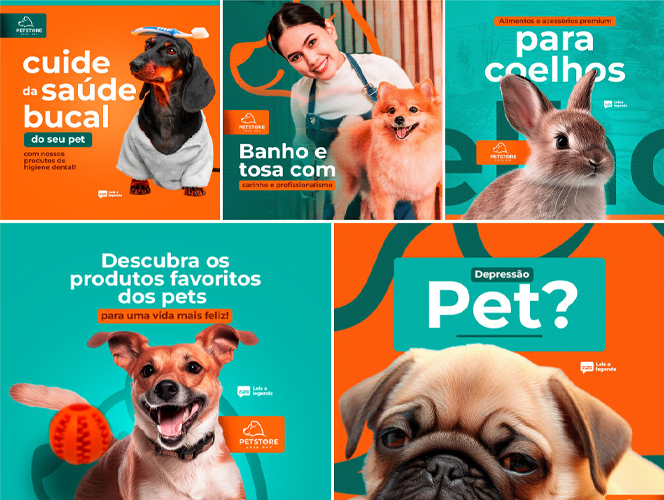 PETSTORE
cuide
da saúde
bucal
do seu pet
com nossos
produtos de
higiene dental!
Leia a
legenda
PETSTORE
Banho e
tosa com
carinho e profissionalismo
Alimentos e acessórios premium
para
coelhos
Leia a
legenda
PETSTORE
Descubra os
produtos favoritos
dos pets
para uma vida mais feliz!
Leia a
legenda
PETSTORE
Depressão
Pet?
Leia a
legenda